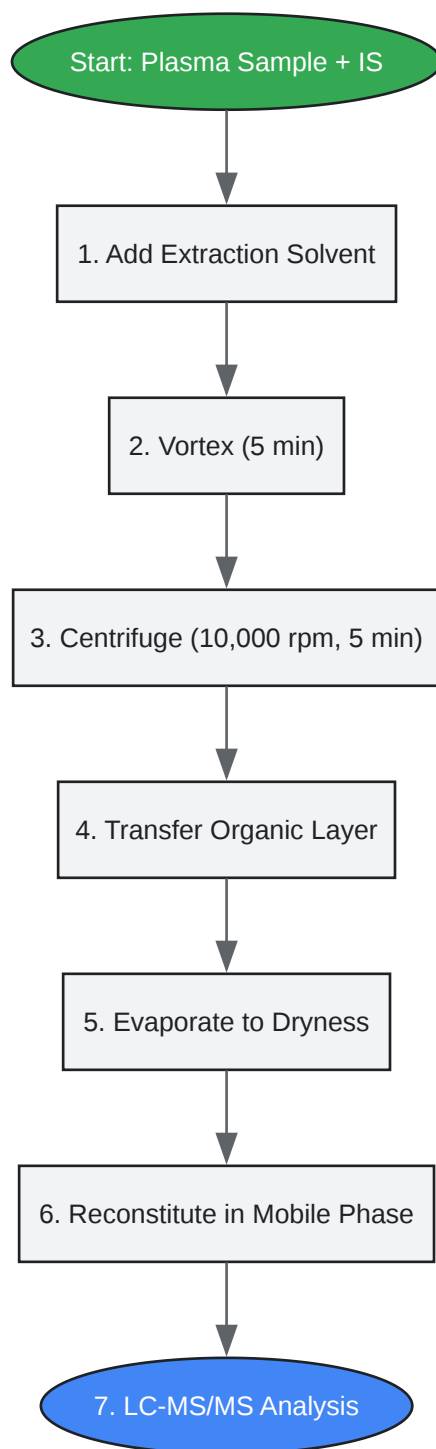 Start: Plasma Sample + IS
1. Add Extraction Solvent
2. Vortex (5 min)
3. Centrifuge (10,000 rpm, 5 min)
4. Transfer Organic Layer
5. Evaporate to Dryness
6. Reconstitute in Mobile Phase
7. LC-MS/MS Analysis